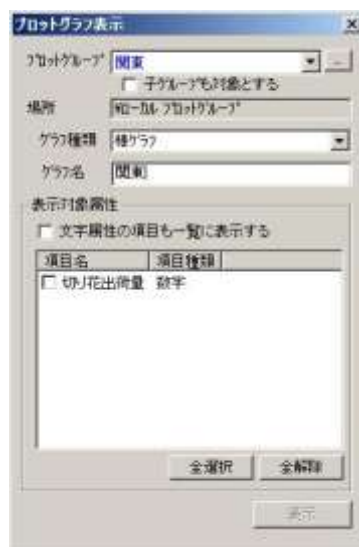 プロットグラフ表示
プロットグループ 関東 ...
子グループも対象とする
場所 ¥ローカル プロットグループ
グラフ種類 棒グラフ
グラフ名 関東
表示対象属性
文字属性の項目も一覧に表示する
項目名 項目種類
切り花出荷量 数字
全選択 全解除
表示